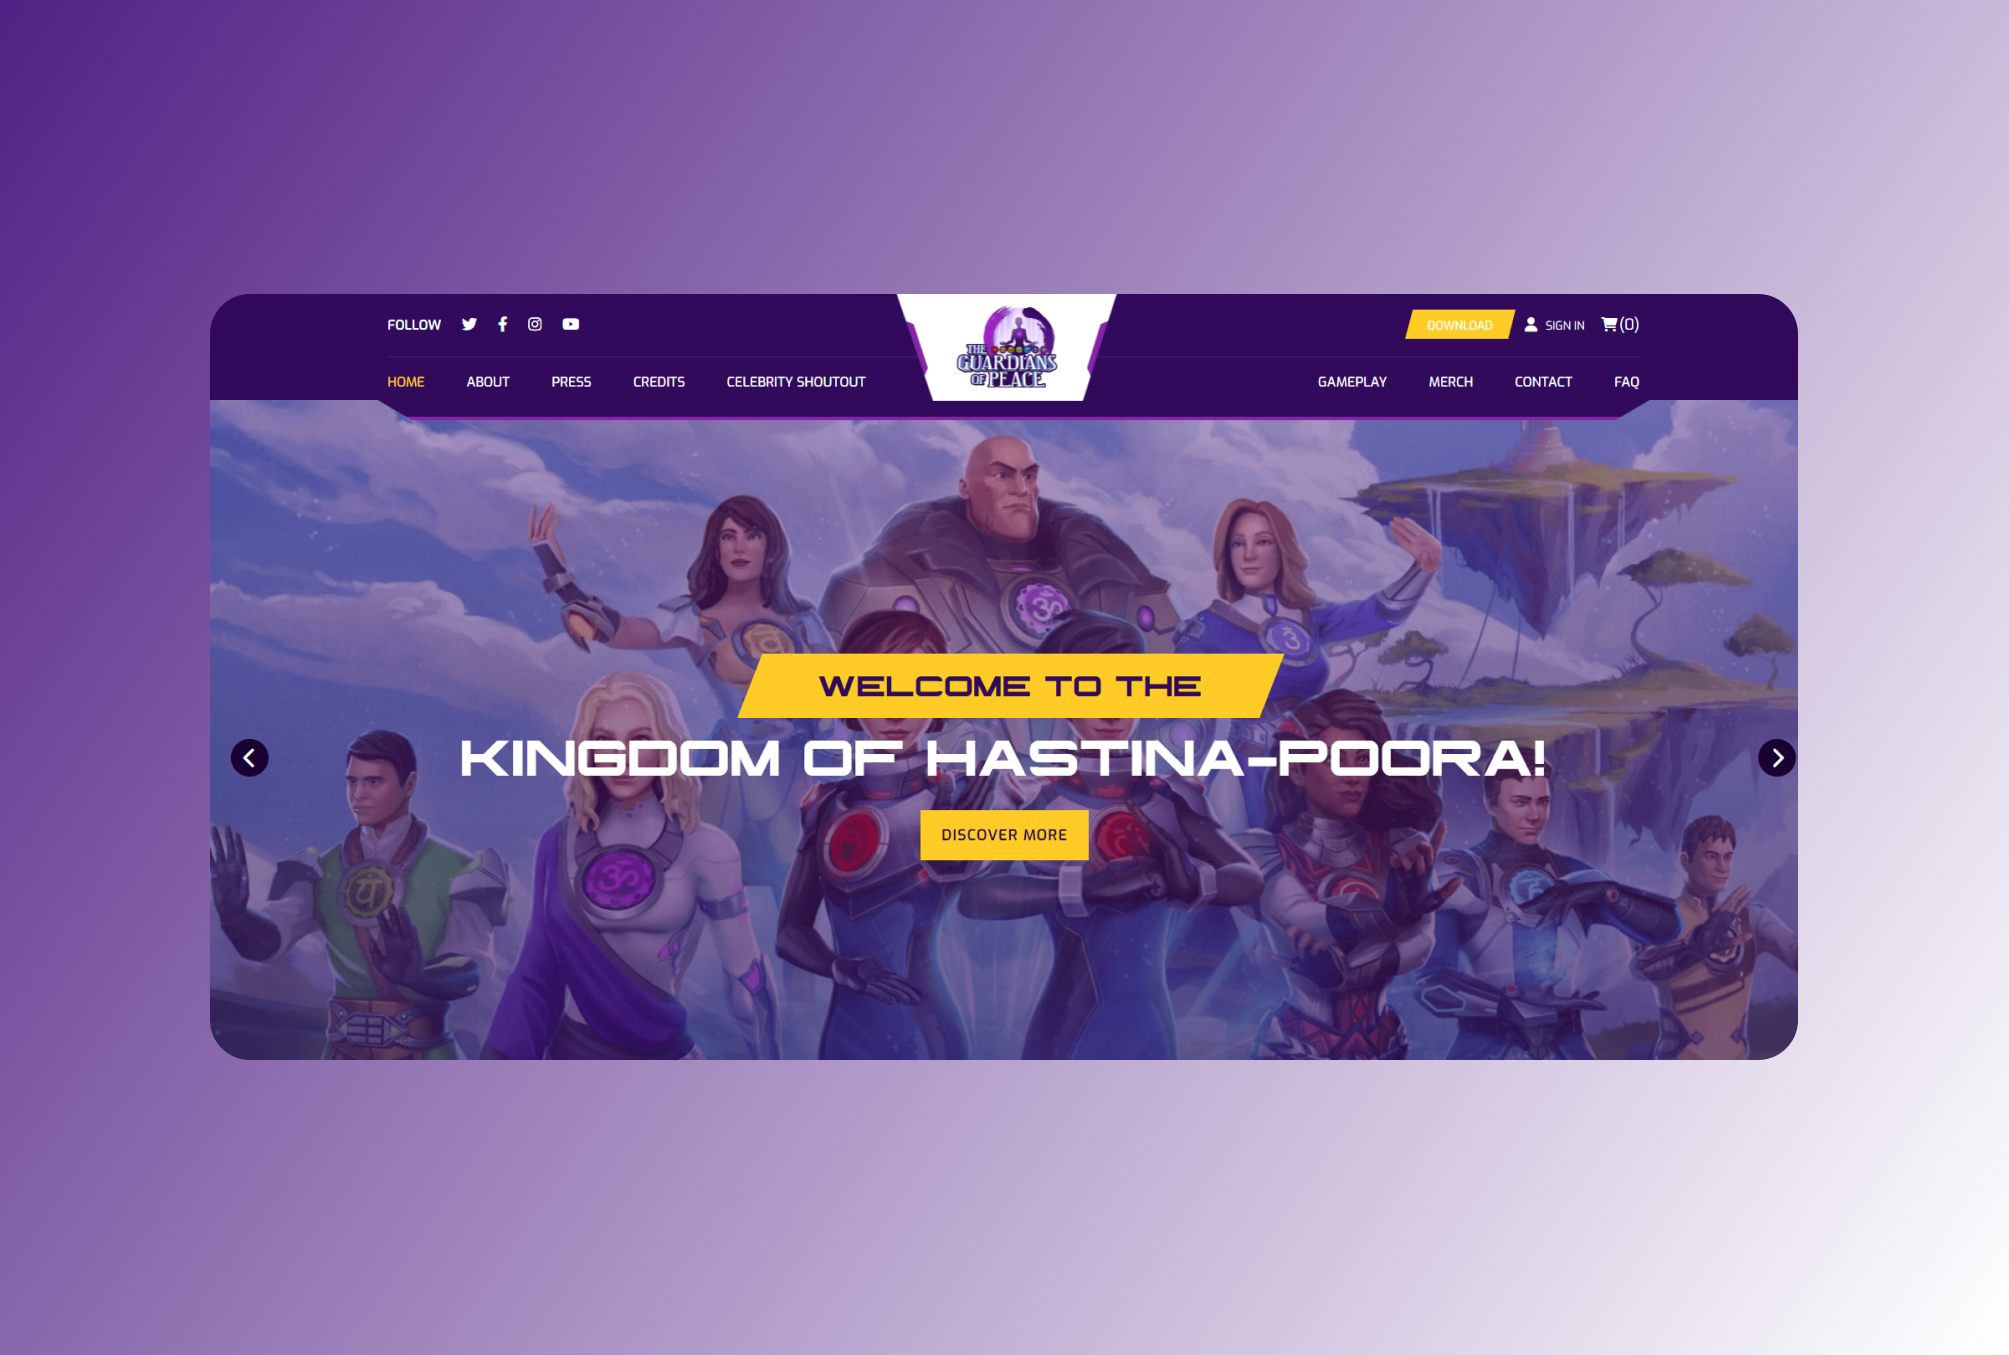 FOLLOW
DOWNLOAD
SIGN IN
(0)
THE
GUARDIANS
OF PEACE
HOME ABOUT PRESS CREDITS CELEBRITY SHOUTOUT
GAMEPLAY MERCH CONTACT FAQ
WELCOME TO THE
KINGDOM OF HASTINA-POORA!
DISCOVER MORE